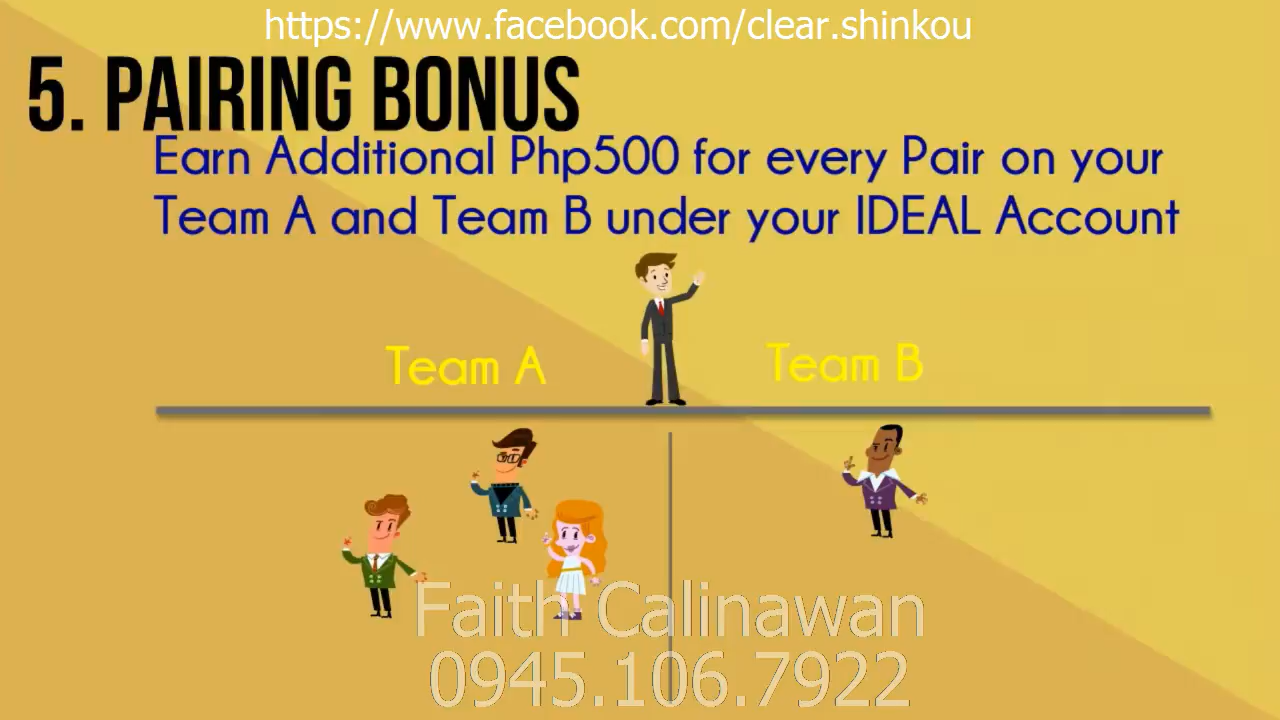 https://www.facebook.com/clear.shinkou
5. PAIRING BONUS
Earn Additional Php500 for every Pair on your
Team A and Team B under your IDEAL Account
Team A
Team B
Faith Calinawan
0945.106.7922